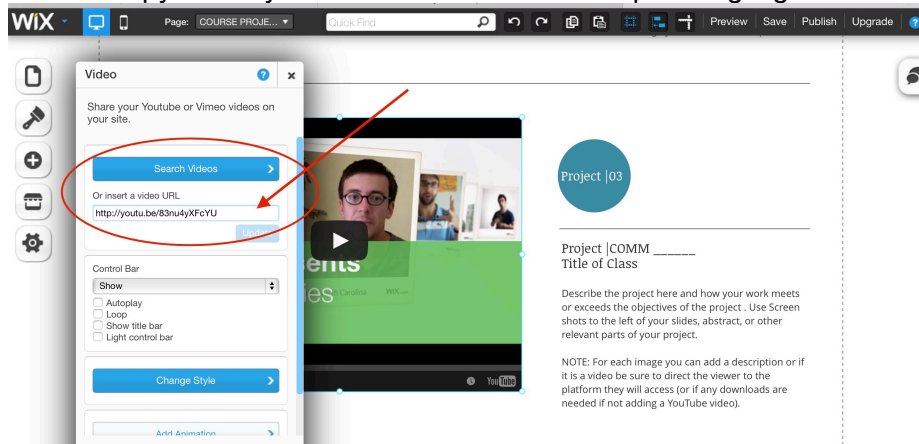 WiX
Page: COURSE PROJE...
Quick Find
Preview
Save
Publish
Upgrade
?
Video
?
x
Share your Youtube or Vimeo videos on
your site.
Search Videos
Or insert a video URL
http://youtu.be/83nu4yXFcYU
Update
Control Bar
Show
Autoplay
Loop
Show title bar
Light control bar
Change Style
Add Animation
Carolina
WiX
You Tube
Project |03
Project |COMM ______
Title of Class
Describe the project here and how your work meets
or exceeds the objectives of the project . Use Screen
shots to the left of your slides, abstract, or other
relevant parts of your project.
NOTE: For each image you can add a description or if
it is a video be sure to direct the viewer to the
platform they will access (or if any downloads are
needed if not adding a YouTube video).